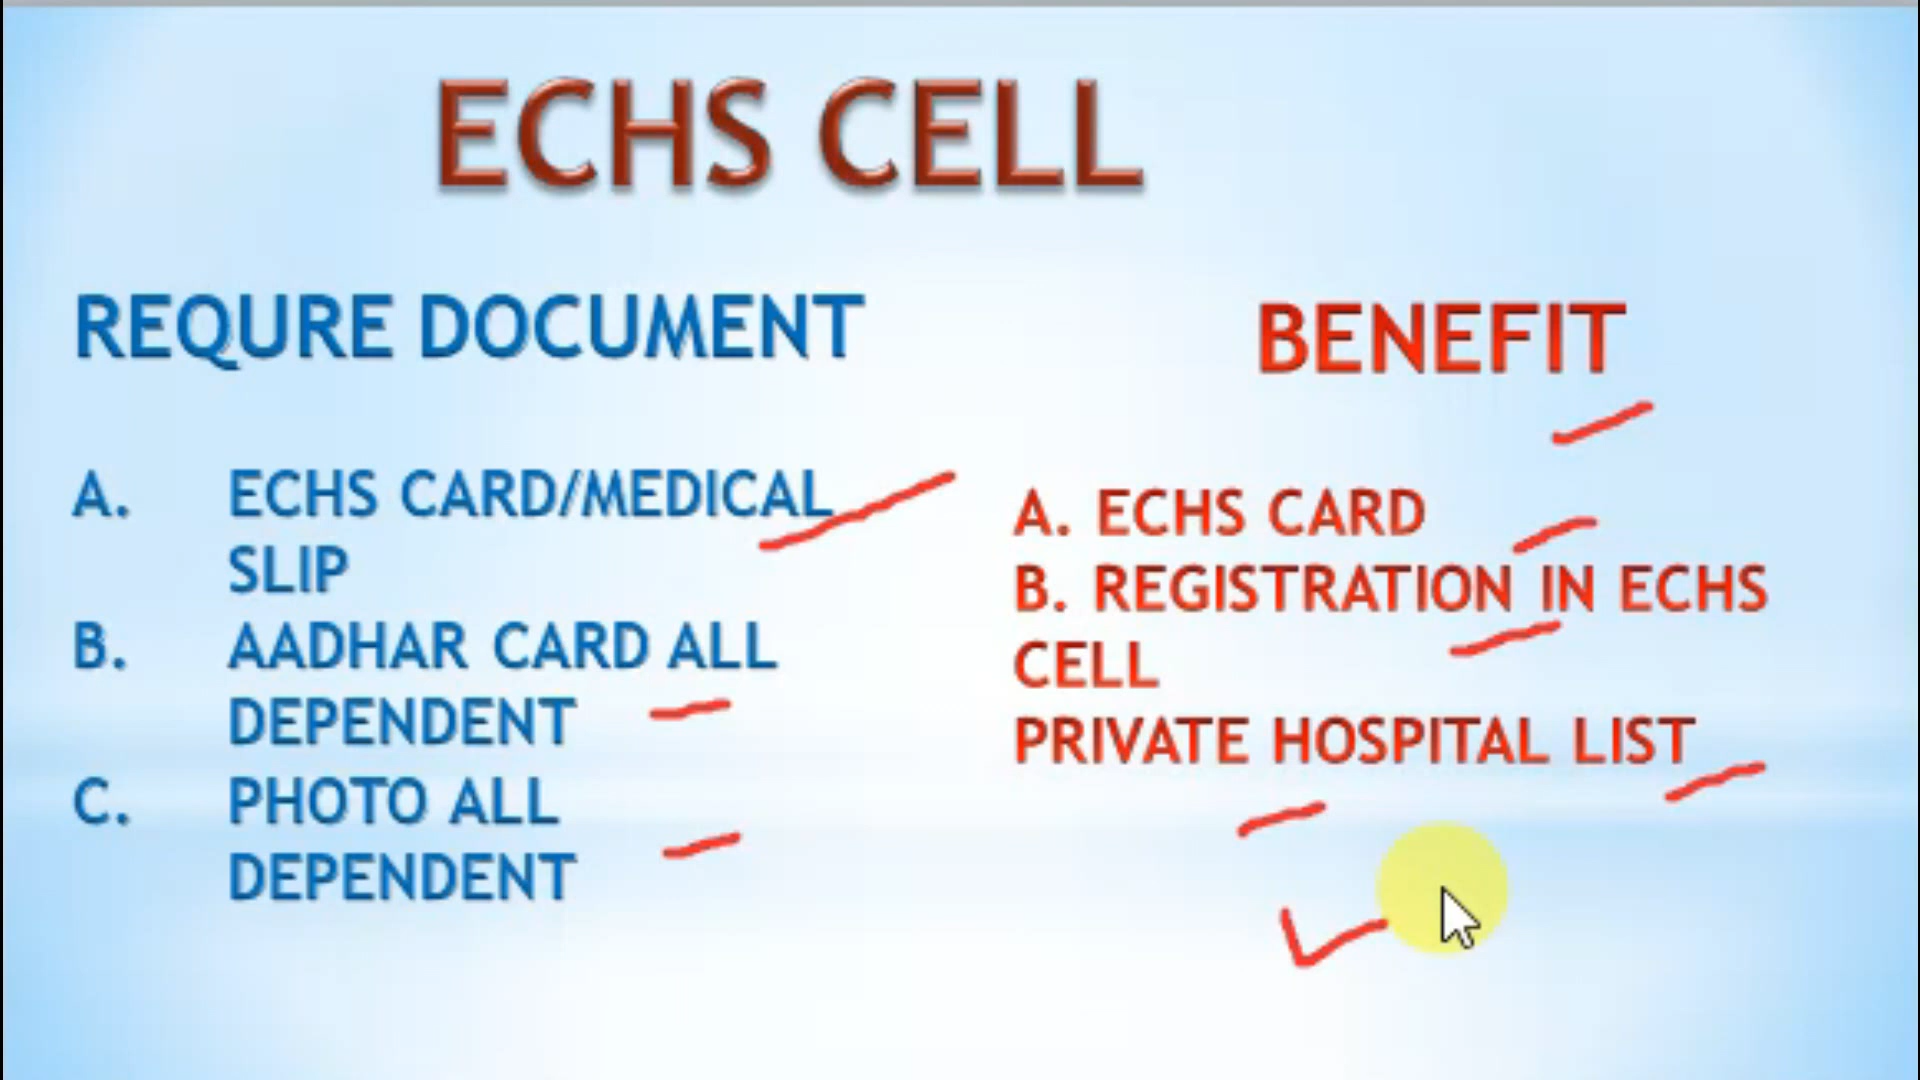 ECHS CELL
REQURE DOCUMENT
A. ECHS CARD/MEDICAL
SLIP
B. AADHAR CARD ALL
DEPENDENT
C. PHOTO ALL
DEPENDENT
BENEFIT
A. ECHS CARD
B. REGISTRATION IN ECHS
CELL
PRIVATE HOSPITAL LIST